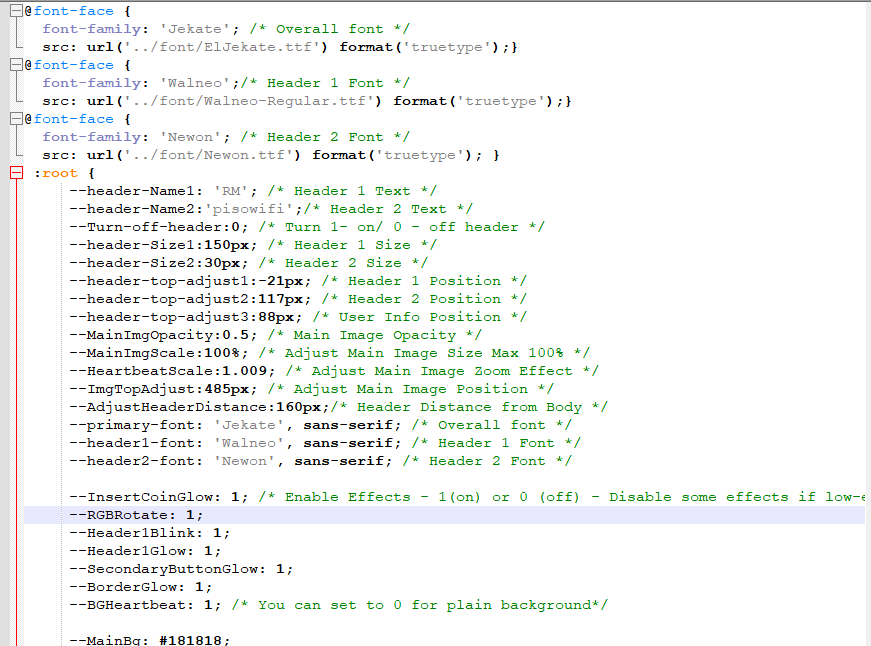 @font-face {
font-family: 'Jekate'; /* Overall font */
src: url('../font/ElJekate.ttf') format('truetype');}
@font-face {
font-family: 'Walneo';/* Header 1 Font */
src: url('../font/Walneo-Regular.ttf') format('truetype');}
@font-face {
font-family: 'Newon'; /* Header 2 Font */
src: url('../font/Newon.ttf') format('truetype'); }
:root {
--header-Name1: 'RM'; /* Header 1 Text */
--header-Name2:'pisowifi';/* Header 2 Text */
--Turn-off-header:0; /* Turn 1- on/ 0 - off header */
--header-Size1:150px; /* Header 1 Size */
--header-Size2:30px; /* Header 2 Size */
--header-top-adjust1:-21px; /* Header 1 Position */
--header-top-adjust2:117px; /* Header 2 Position */
--header-top-adjust3:88px; /* User Info Position */
--MainImgOpacity:0.5; /* Main Image Opacity */
--MainImgScale:100%; /* Adjust Main Image Size Max 100% */
--HeartbeatScale:1.009; /* Adjust Main Image Zoom Effect */
--ImgTopAdjust:485px; /* Adjust Main Image Position */
--AdjustHeaderDistance:160px;/* Header Distance from Body */
--primary-font: 'Jekate', sans-serif; /* Overall font */
--header1-font: 'Walneo', sans-serif; /* Header 1 Font */
--header2-font: 'Newon', sans-serif; /* Header 2 Font */
--InsertCoinGlow: 1; /* Enable Effects - 1(on) or 0 (off) - Disable some effects if low-
--RGBRotate: 1;
--Header1Blink: 1;
--Header1Glow: 1;
--SecondaryButtonGlow: 1;
--BorderGlow: 1;
--BGHeartbeat: 1; /* You can set to 0 for plain background*/
--MainBg: #181818;